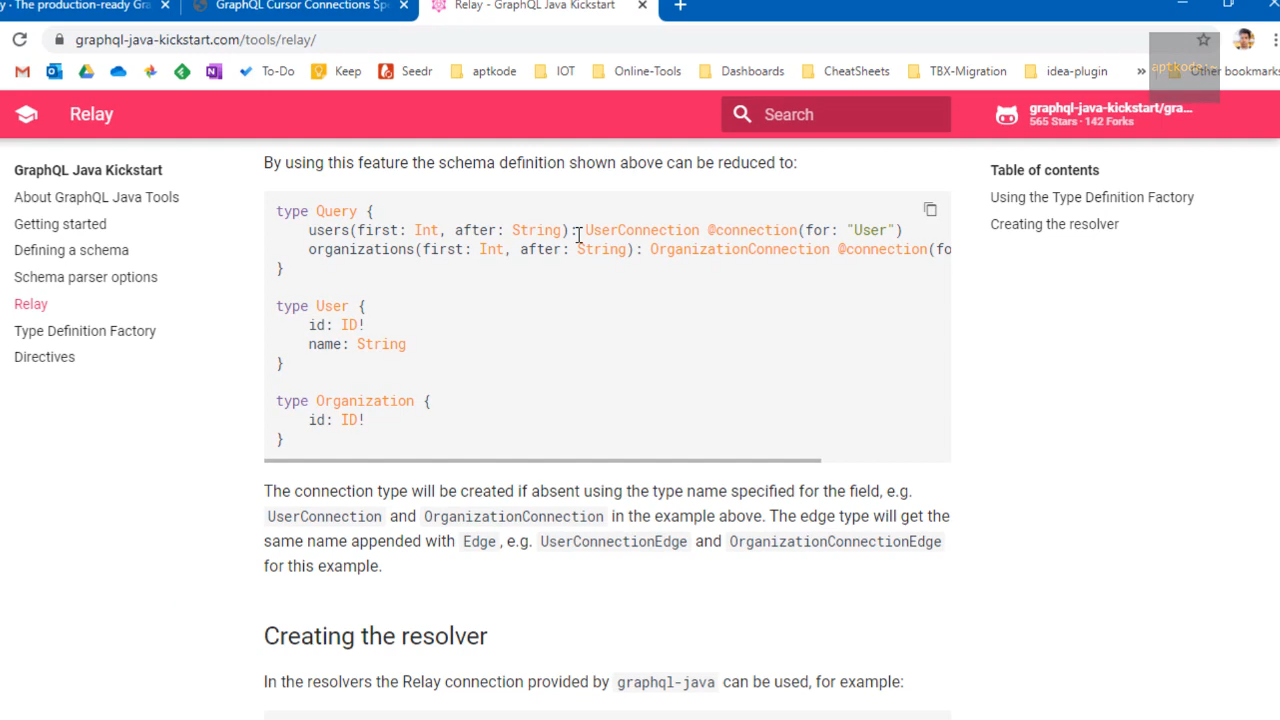 y - The production-ready Gra
GraphQL Cursor Connections Spe
Relay - GraphQL Java Kickstart
graphql-java-kickstart.com/tools/relay/
To-Do
Keep
Seedr
aptkode
IOT
Online-Tools
Dashboards
CheatSheets
TBX-Migration
idea-plugin
»
Other bookmarks
aptkode
Relay
Search
graphql-java-kickstart/gra...
565 Stars · 142 Forks
GraphQL Java Kickstart
About GraphQL Java Tools
Getting started
Defining a schema
Schema parser options
Relay
Type Definition Factory
Directives
By using this feature the schema definition shown above can be reduced to:
type Query {
users(first: Int, after: String): UserConnection @connection(for: "User")
organizations(first: Int, after: String): OrganizationConnection @connection(fo
}
type User {
id: ID!
name: String
}
type Organization {
id: ID!
}
The connection type will be created if absent using the type name specified for the field, e.g.
UserConnection and OrganizationConnection in the example above. The edge type will get the
same name appended with Edge, e.g. UserConnectionEdge and OrganizationConnectionEdge
for this example.
Creating the resolver
In the resolvers the Relay connection provided by graphql-java can be used, for example:
Table of contents
Using the Type Definition Factory
Creating the resolver